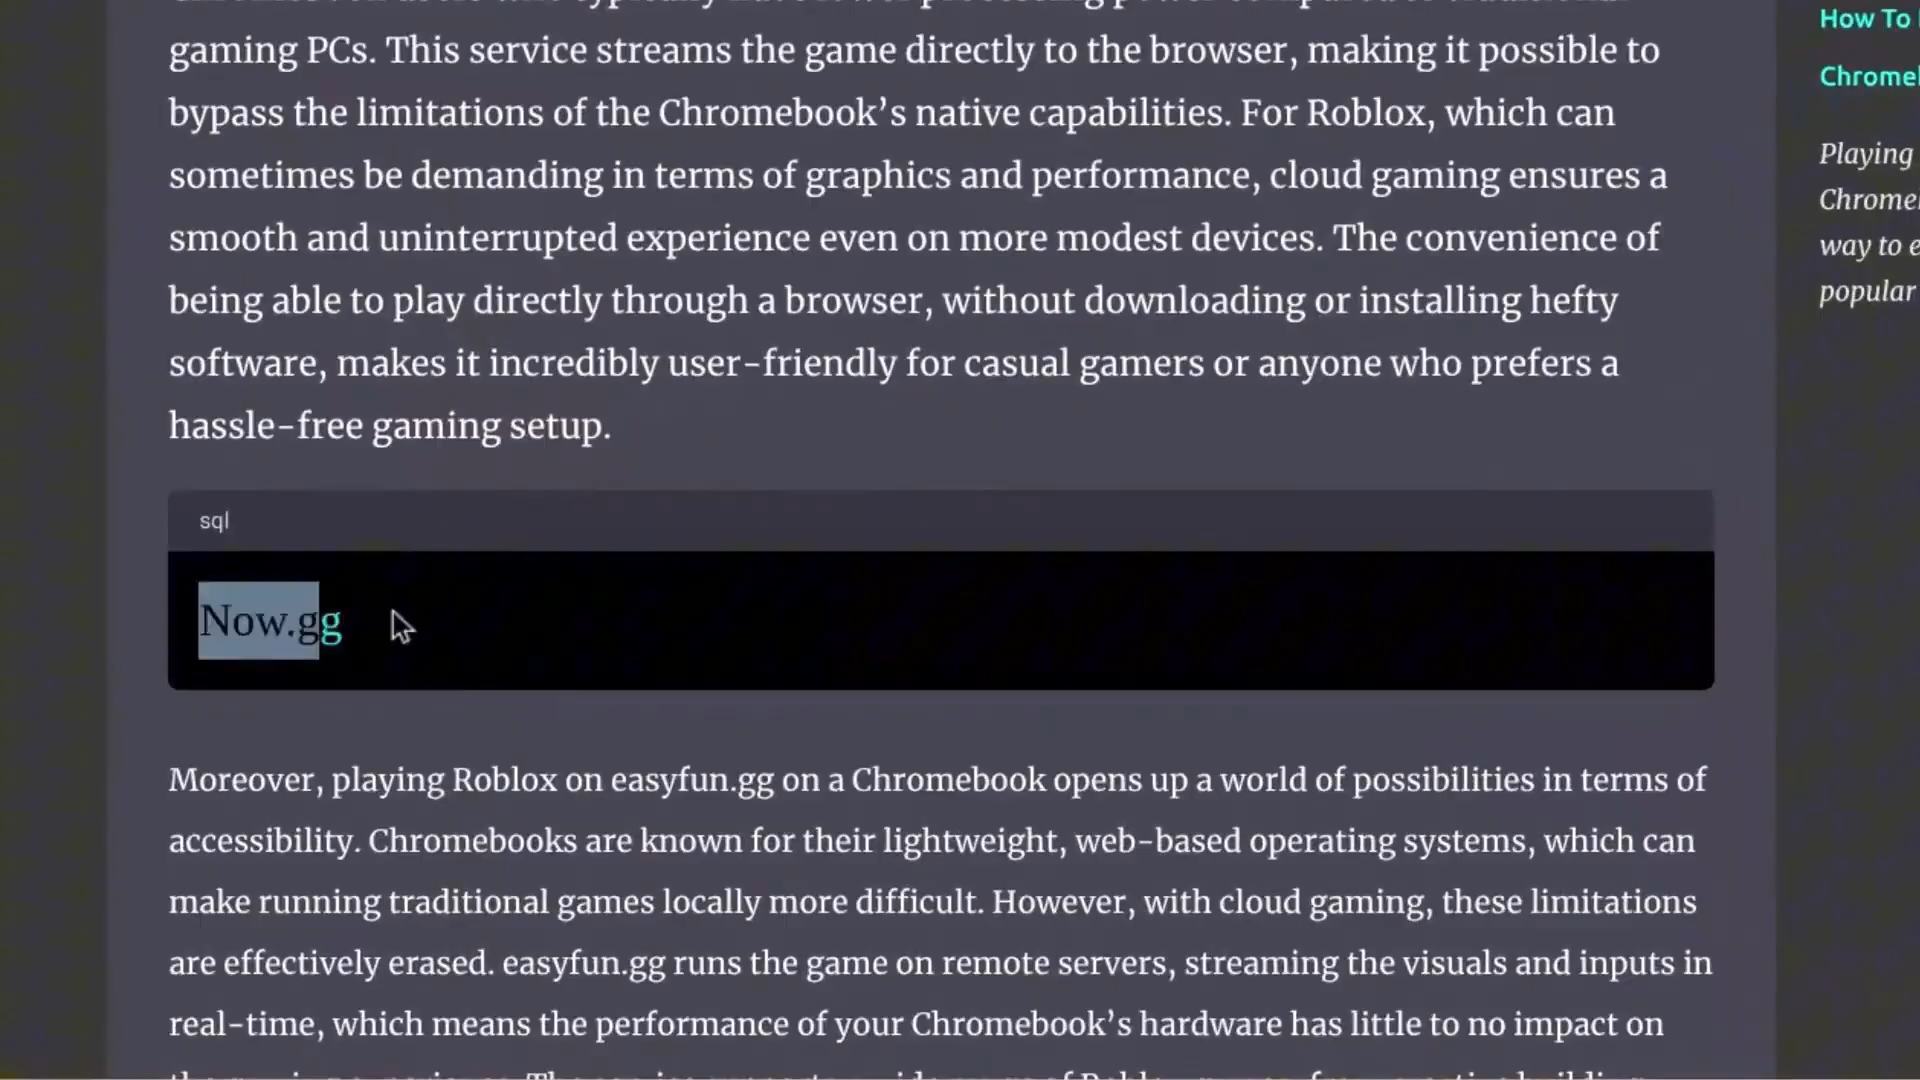 gaming PCs. This service streams the game directly to the browser, making it possible to
bypass the limitations of the Chromebook’s native capabilities. For Roblox, which can
sometimes be demanding in terms of graphics and performance, cloud gaming ensures a
smooth and uninterrupted experience even on more modest devices. The convenience of
being able to play directly through a browser, without downloading or installing hefty
software, makes it incredibly user-friendly for casual gamers or anyone who prefers a
hassle-free gaming setup.
sql
Now.gg
Moreover, playing Roblox on easyfun.gg on a Chromebook opens up a world of possibilities in terms of
accessibility. Chromebooks are known for their lightweight, web-based operating systems, which can
make running traditional games locally more difficult. However, with cloud gaming, these limitations
are effectively erased. easyfun.gg runs the game on remote servers, streaming the visuals and inputs in
real-time, which means the performance of your Chromebook’s hardware has little to no impact on
How To
Playing
way to
popular